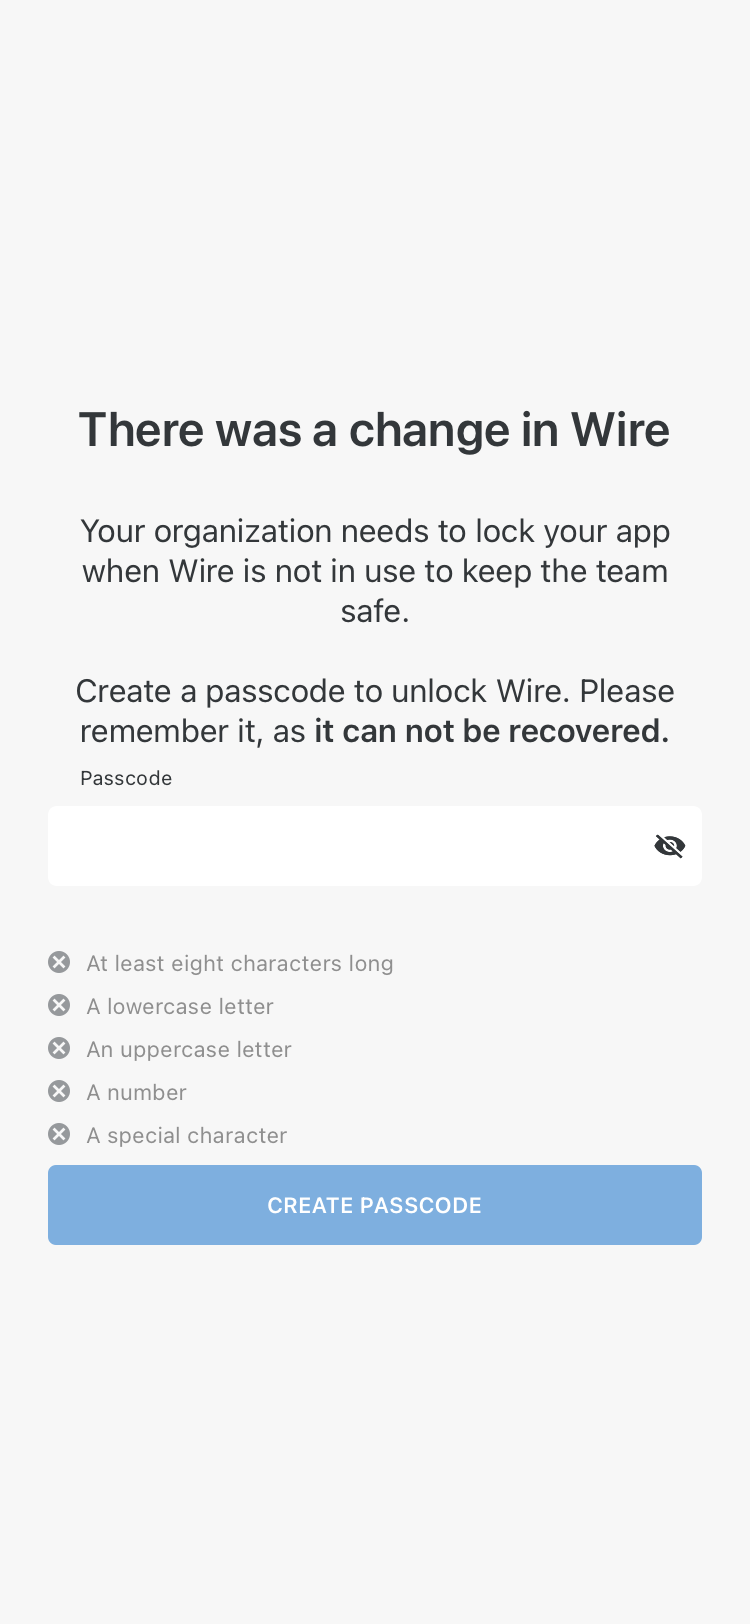 There was a change in Wire
Your organization needs to lock your app
when Wire is not in use to keep the team
safe.
Create a passcode to unlock Wire. Please
remember it, as it can not be recovered.
Passcode
At least eight characters long
A lowercase letter
An uppercase letter
A number
A special character
CREATE PASSCODE